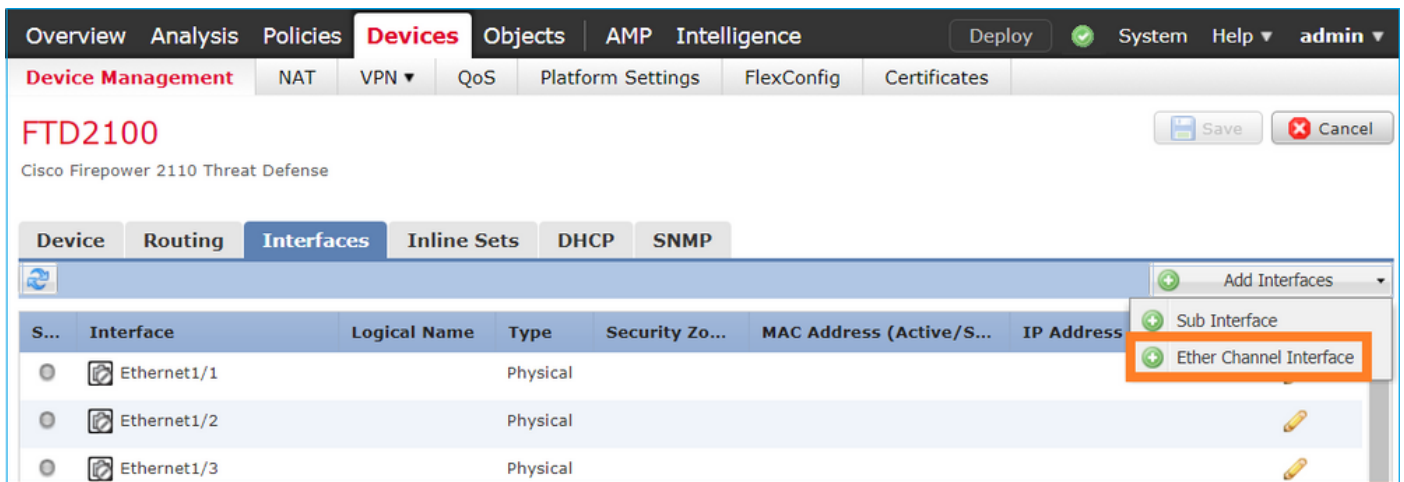 Overview Analysis Policies Devices Objects AMP Intelligence Deploy System Help admin
Device Management NAT VPN QoS Platform Settings FlexConfig Certificates
FTD2100 Save Cancel
Cisco Firepower 2110 Threat Defense
Device Routing Interfaces Inline Sets DHCP SNMP
Add Interfaces
S... Interface Logical Name Type Security Zo... MAC Address (Active/S... IP Address
Sub Interface
Ether Channel Interface
Ethernet1/1 Physical
Ethernet1/2 Physical
Ethernet1/3 Physical